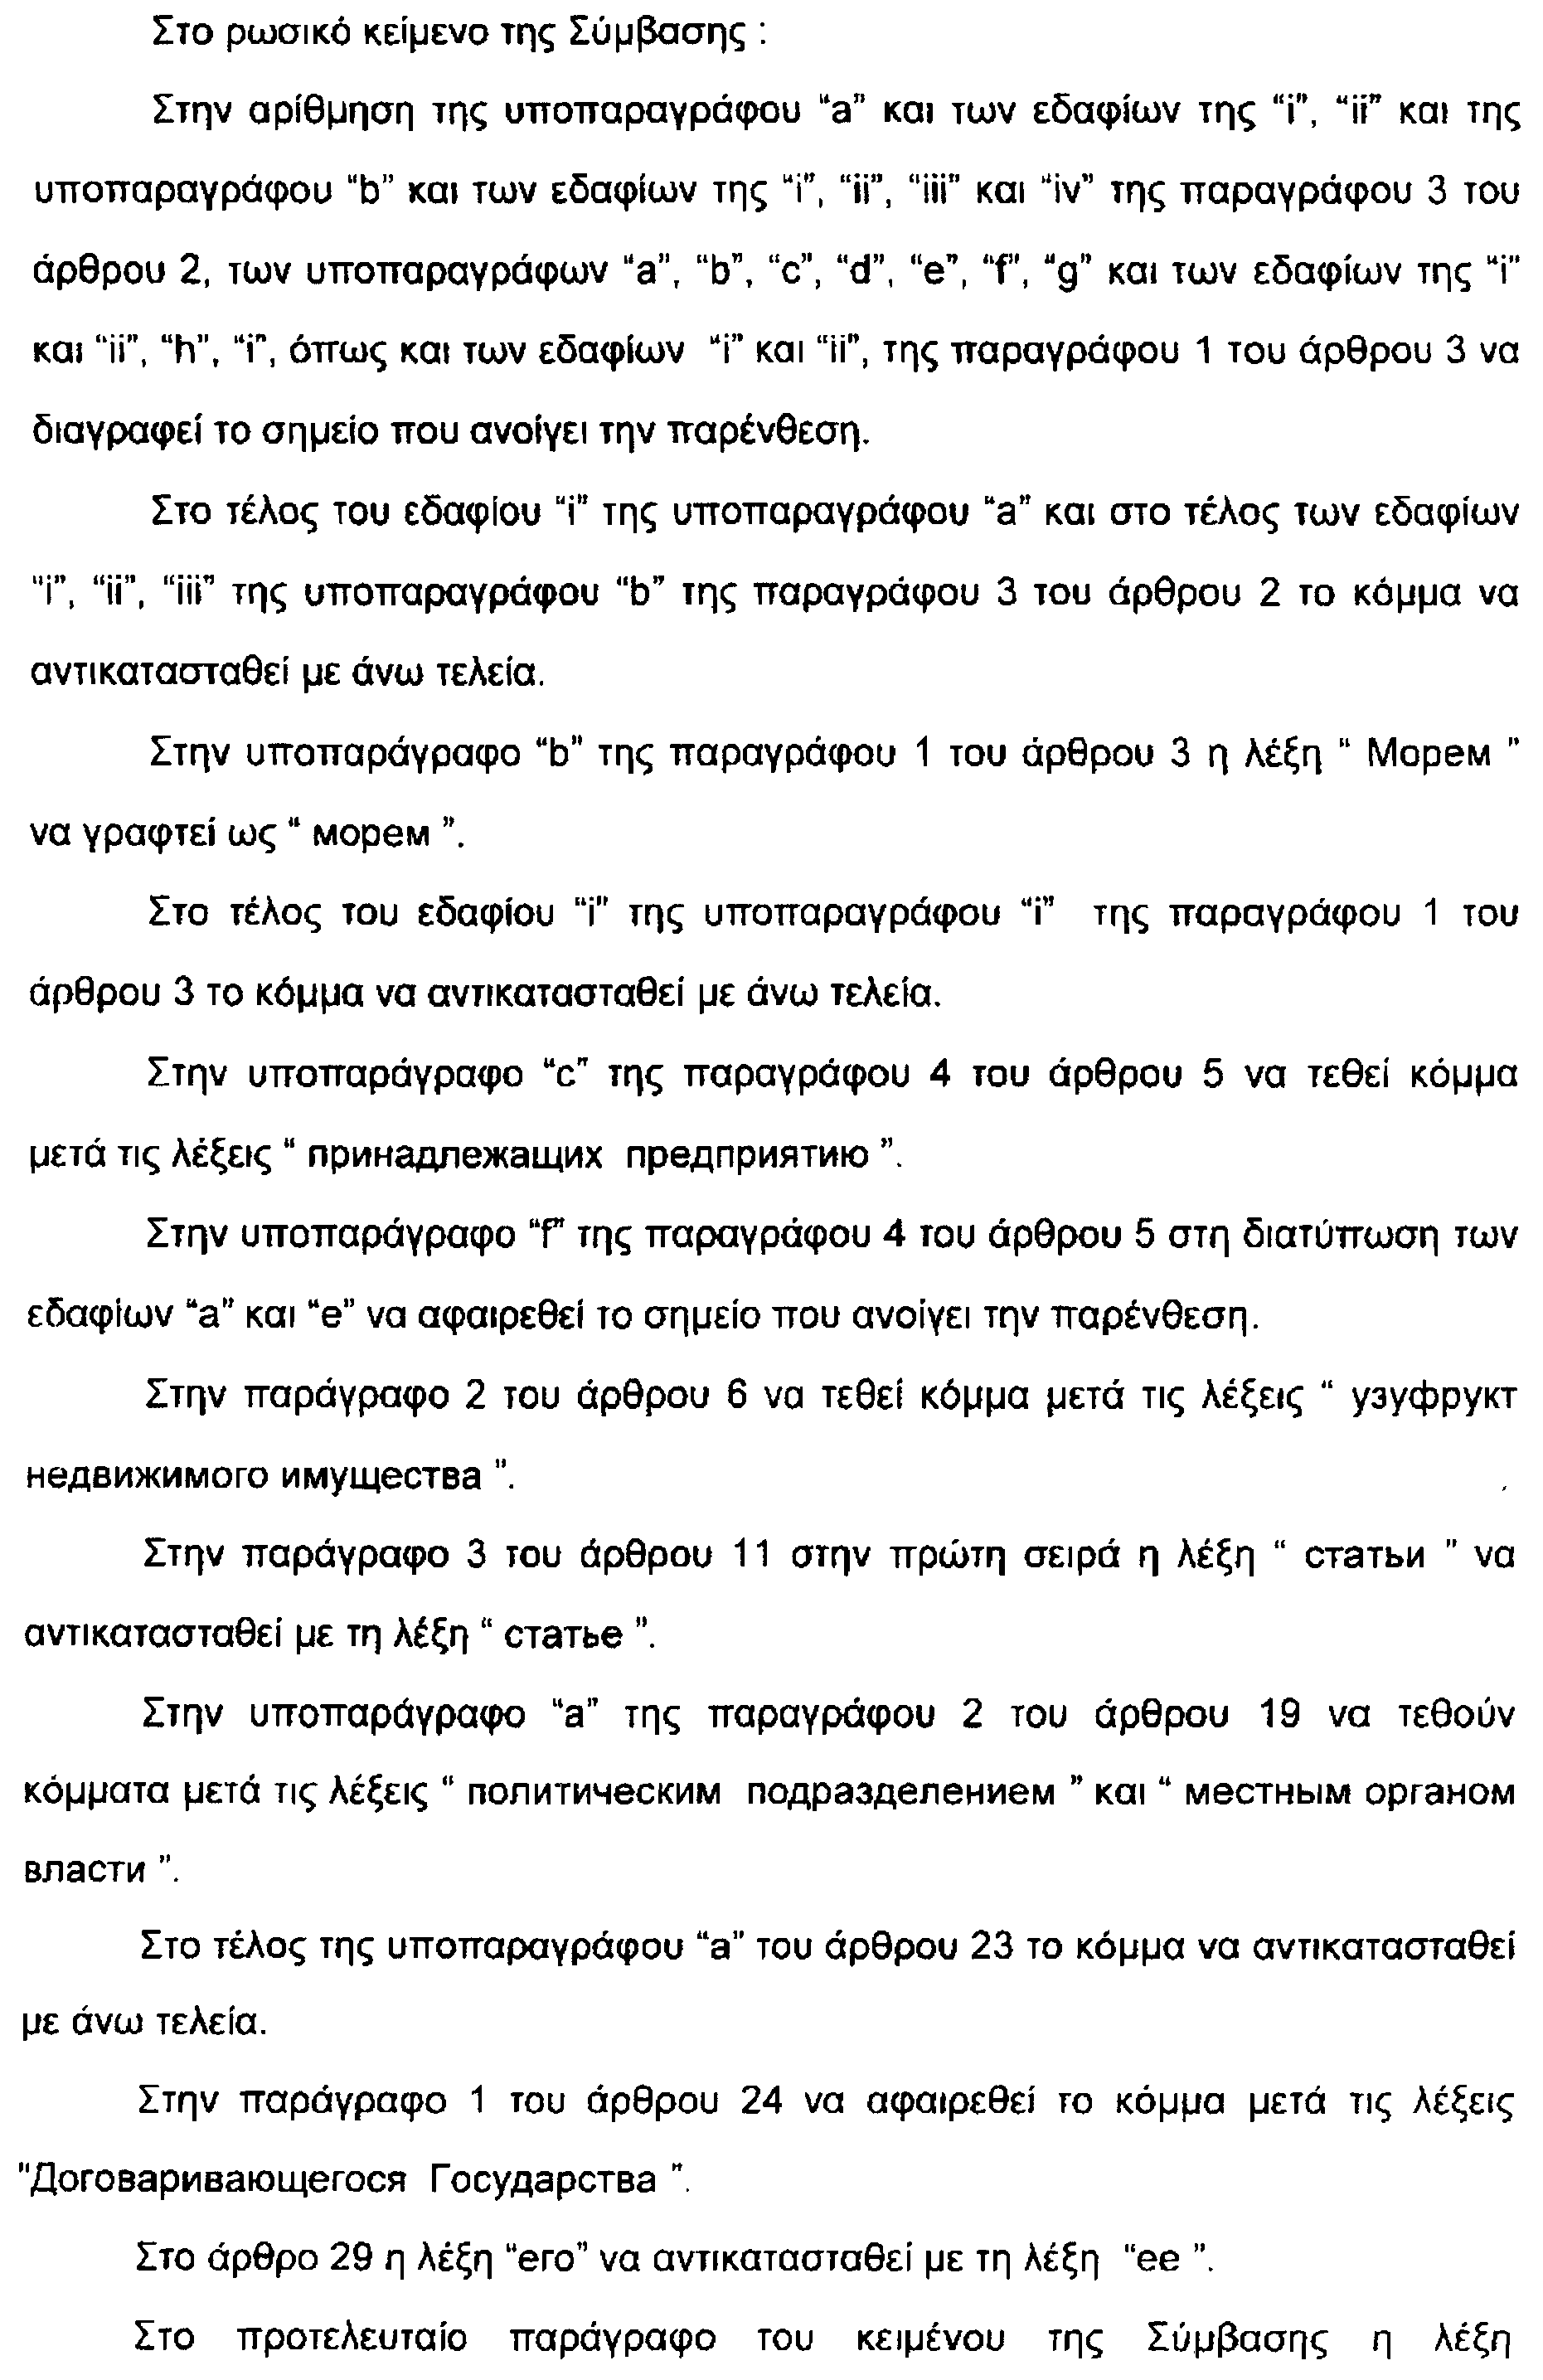 Στο ρωσικό κείμενο της Σύμβασης :
Στην αρίθμηση της υποπαραγράφου “a” και των εδαφίων της “i”, “ii” και της
υποπαραγράφου “b” και των εδαφίων της “i”, “ii”, “iii” και “iv” της παραγράφου 3 του
άρθρου 2, των υποπαραγράφων “a”, “b”, “c”, “d”, “e”, “f”, “g” και των εδαφίων της “i”
και “ii”, “h”, “i”, όπως και των εδαφίων “i” και “ii”, της παραγράφου 1 του άρθρου 3 να
διαγραφεί το σημείο που ανοίγει την παρένθεση.
Στο τέλος του εδαφίου “i” της υποπαραγράφου “a” και στο τέλος των εδαφίων
“i”, “ii”, “iii” της υποπαραγράφου “b” της παραγράφου 3 του άρθρου 2 το κόμμα να
αντικατασταθεί με άνω τελεία.
Στην υποπαράγραφο “b” της παραγράφου 1 του άρθρου 3 η λέξη “ Морем ”
να γραφτεί ως “ морем ”.
Στο τέλος του εδαφίου “i” της υποπαραγράφου “i” της παραγράφου 1 του
άρθρου 3 το κόμμα να αντικατασταθεί με άνω τελεία.
Στην υποπαράγραφο “c” της παραγράφου 4 του άρθρου 5 να τεθεί κόμμα
μετά τις λέξεις “ принадлежащих предприятию ”.
Στην υποπαράγραφο “f” της παραγράφου 4 του άρθρου 5 στη διατύπωση των
εδαφίων “a” και “e” να αφαιρεθεί το σημείο που ανοίγει την παρένθεση.
Στην παράγραφο 2 του άρθρου 6 να τεθεί κόμμα μετά τις λέξεις “ узуфрукт
недвижимого имущества ”.
Στην παράγραφο 3 του άρθρου 11 στην πρώτη σειρά η λέξη “ статьи ” να
αντικατασταθεί με τη λέξη “ статье ”.
Στην υποπαράγραφο “a” της παραγράφου 2 του άρθρου 19 να τεθούν
κόμματα μετά τις λέξεις “ политическим подразделением ” και “ местным органом
власти ”.
Στο τέλος της υποπαραγράφου “a” του άρθρου 23 το κόμμα να αντικατασταθεί
με άνω τελεία.
Στην παράγραφο 1 του άρθρου 24 να αφαιρεθεί το κόμμα μετά τις λέξεις
"Договаривающегося Государства ”.
Στο άρθρο 29 η λέξη “его” να αντικατασταθεί με τη λέξη “ее ”.
Στο προτελευταίο παράγραφο του κειμένου της Σύμβασης η λέξη